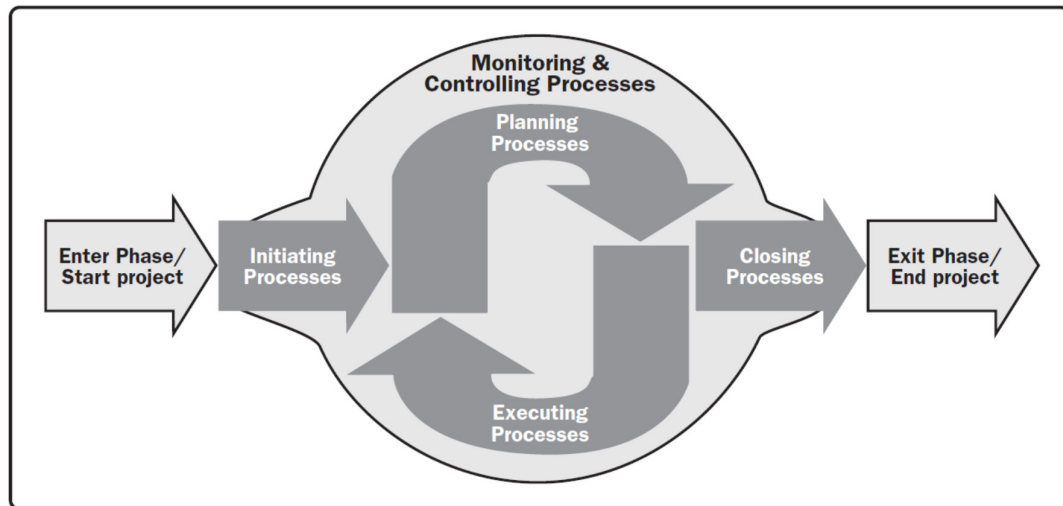 Monitoring &
Controlling Processes
Planning
Processes
Enter Phase/
Start project
Initiating
Processes
Closing
Processes
Exit Phase/
End project
Executing
Processes